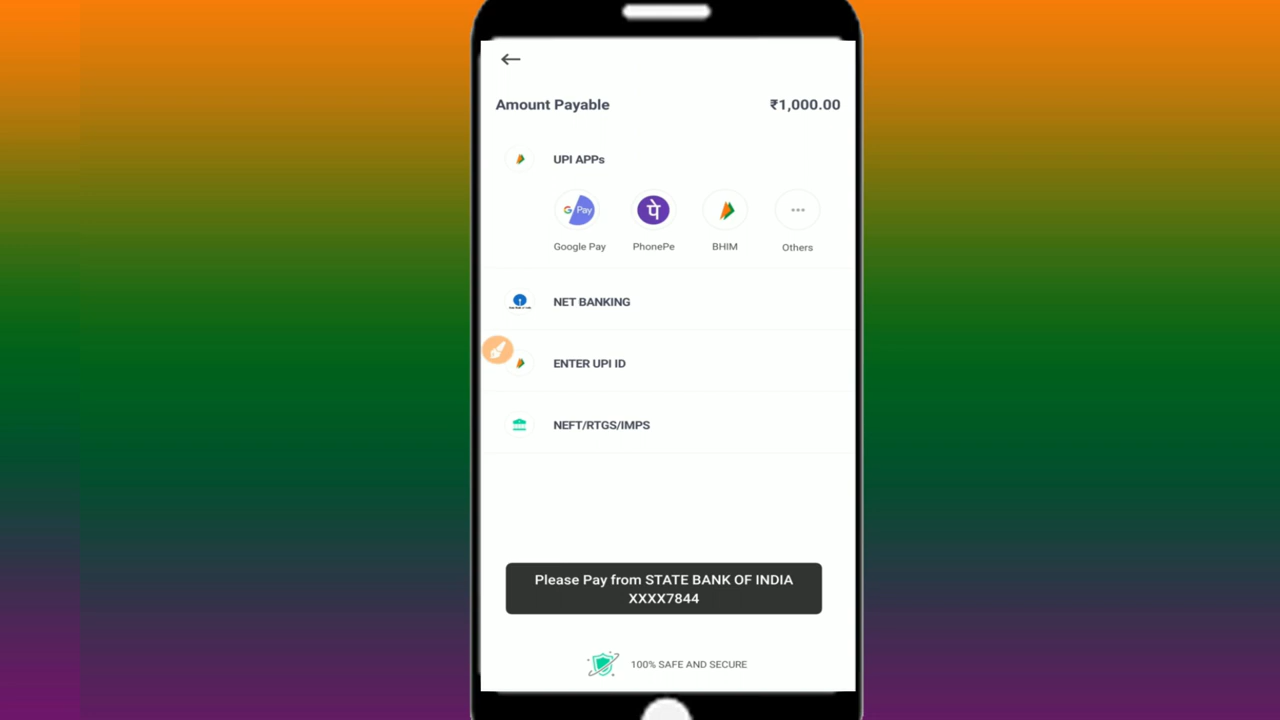 Amount Payable ₹1,000.00
UPI APPs
G Pay पे
Google Pay PhonePe BHIM Others
NET BANKING
ENTER UPI ID
NEFT/RTGS/IMPS
Please Pay from STATE BANK OF INDIA
XXXX7844
100% SAFE AND SECURE